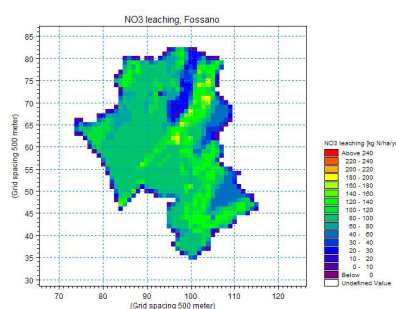 NO3 leaching, Fossano
85
80
75
70
65
60
55
50
45
40
35
30
(Grid spacing 500 meter)
70 80 90 100 110 120
(Grid spacing 500 meter)
NO3 leaching [kg N/ha/y
Above 240
220 - 240
200 - 220
180 - 200
160 - 180
140 - 160
120 - 140
100 - 120
80 - 100
60 - 80
40 - 60
30 - 40
20 - 30
10 - 20
0 - 10
Below 0
Undefined Value